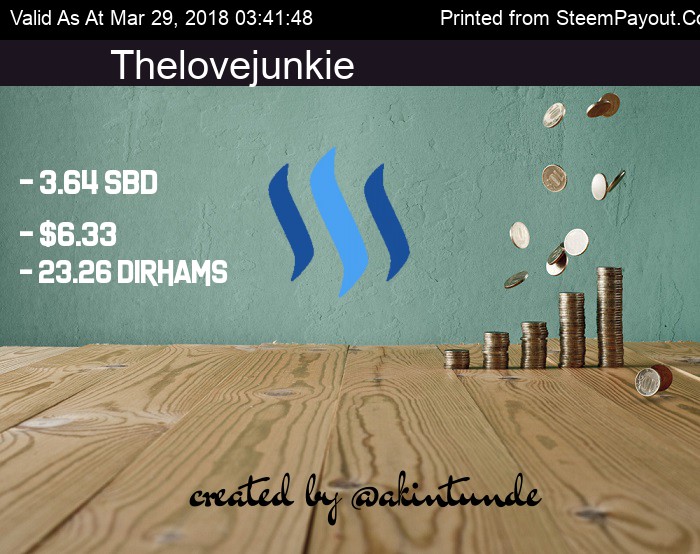 Valid As At Mar 29, 2018 03:41:48
Printed from SteemPayout.Co
Thelovejunkie
- 3.64 SBD
- $6.33
- 23.26 DIRHAMS
created by @akintunde